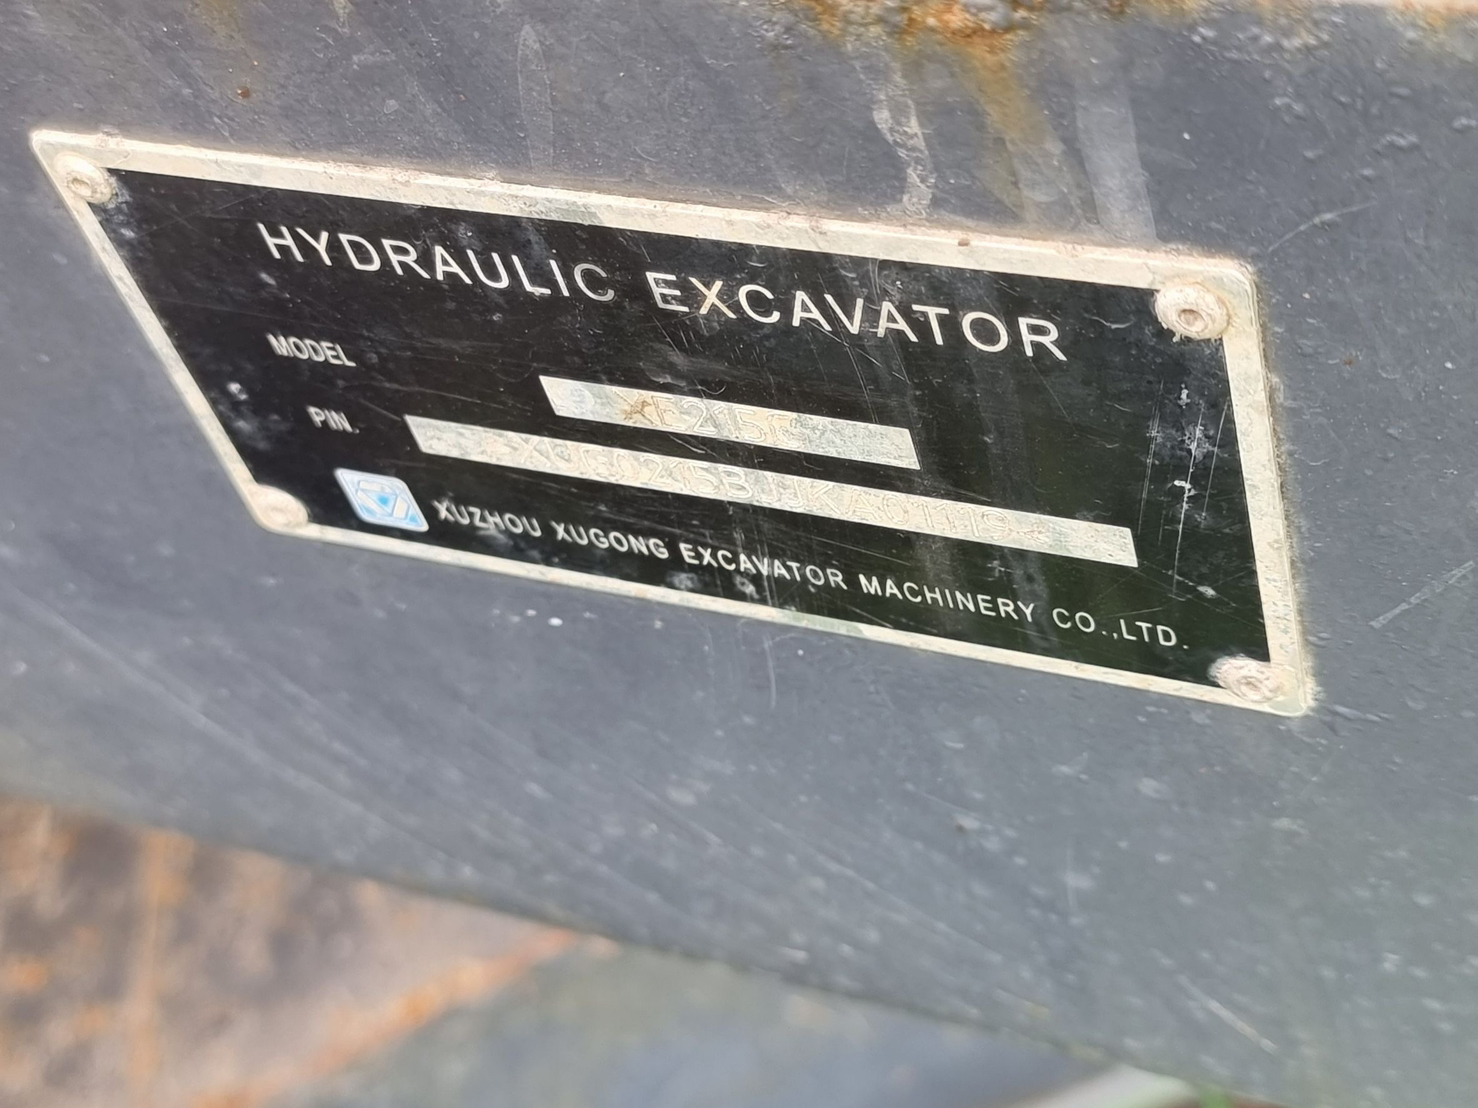 HYDRAULIC EXCAVATOR
MODEL XE215C
PIN.
XUZHOU XUGONG EXCAVATOR MACHINERY CO.,LTD.